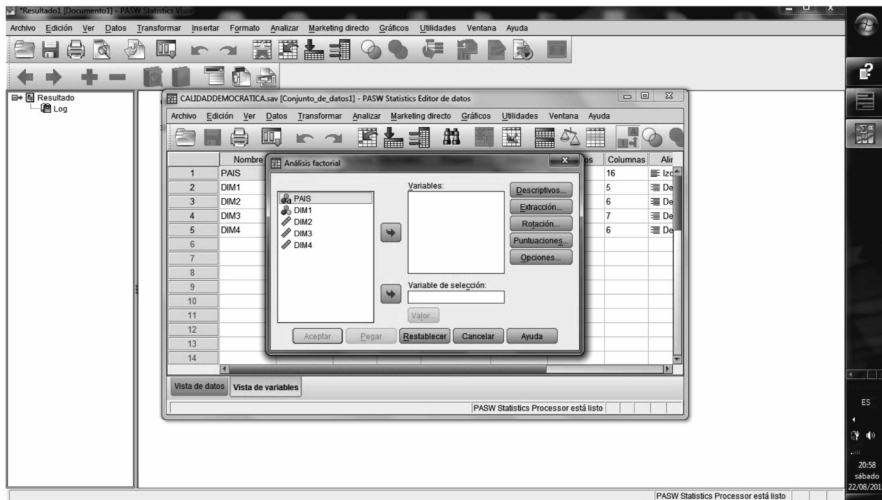 *Resultado1 [Documento1] - PASW Statistics Visor
Archivo Edición Ver Datos Transformar Insertar Formato Analizar Marketing directo Gráficos Utilidades Ventana Ayuda
Resultado
Log
CALIDADDEMOCRATICA.sav [Conjunto_de_datos1] - PASW Statistics Editor de datos
Archivo Edición Ver Datos Transformar Analizar Marketing directo Gráficos Utilidades Ventana Ayuda
Nombre Columnas
1 PAIS 16
2 DIM1 5
3 DIM2 6
4 DIM3 7
5 DIM4 6
6
7
8
9
10
11
12
13
14
Análisis factorial
PAIS
DIM1
DIM2
DIM3
DIM4
Variables:
Descriptivos...
Extracción...
Rotación...
Puntuaciones...
Opciones...
Variable de selección:
Valor...
Aceptar Pegar Restablecer Cancelar Ayuda
Vista de datos Vista de variables
PASW Statistics Processor está listo
PASW Statistics Processor está listo
ES
20:58
sábado
22/08/201